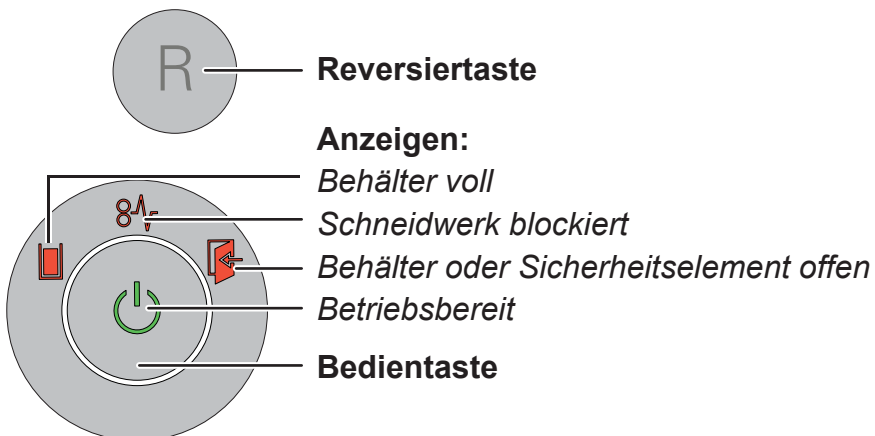 R
Reversiertaste
Anzeigen:
Behälter voll
Schneidwerk blockiert
Behälter oder Sicherheitselement offen
Betriebsbereit
Bedientaste